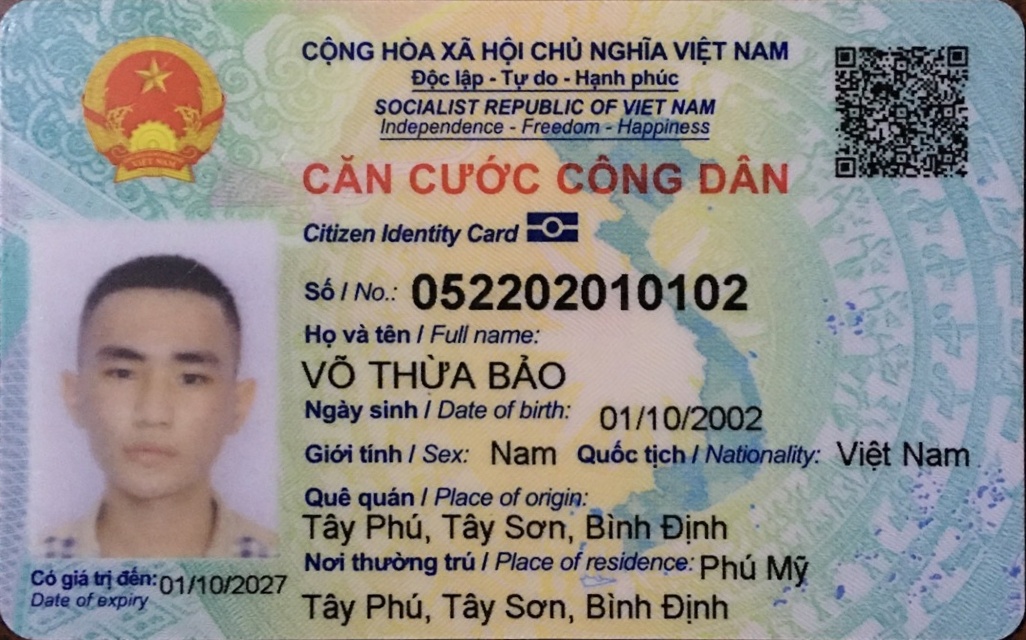 CỘNG HÒA XÃ HỘI CHỦ NGHĨA VIỆT NAM
Độc lập - Tự do - Hạnh phúc
SOCIALIST REPUBLIC OF VIET NAM
Independence - Freedom - Happiness
CĂN CƯỚC CÔNG DÂN
Citizen Identity Card
Số / No.: 052202010102
Họ và tên / Full name:
VÕ THỪA BẢO
Ngày sinh / Date of birth: 01/10/2002
Giới tính / Sex: Nam Quốc tịch / Nationality: Việt Nam
Quê quán / Place of origin:
Tây Phú, Tây Sơn, Bình Định
Nơi thường trú / Place of residence: Phú Mỹ
Tây Phú, Tây Sơn, Bình Định
Có giá trị đến: 01/10/2027
Date of expiry
VIỆT NAM